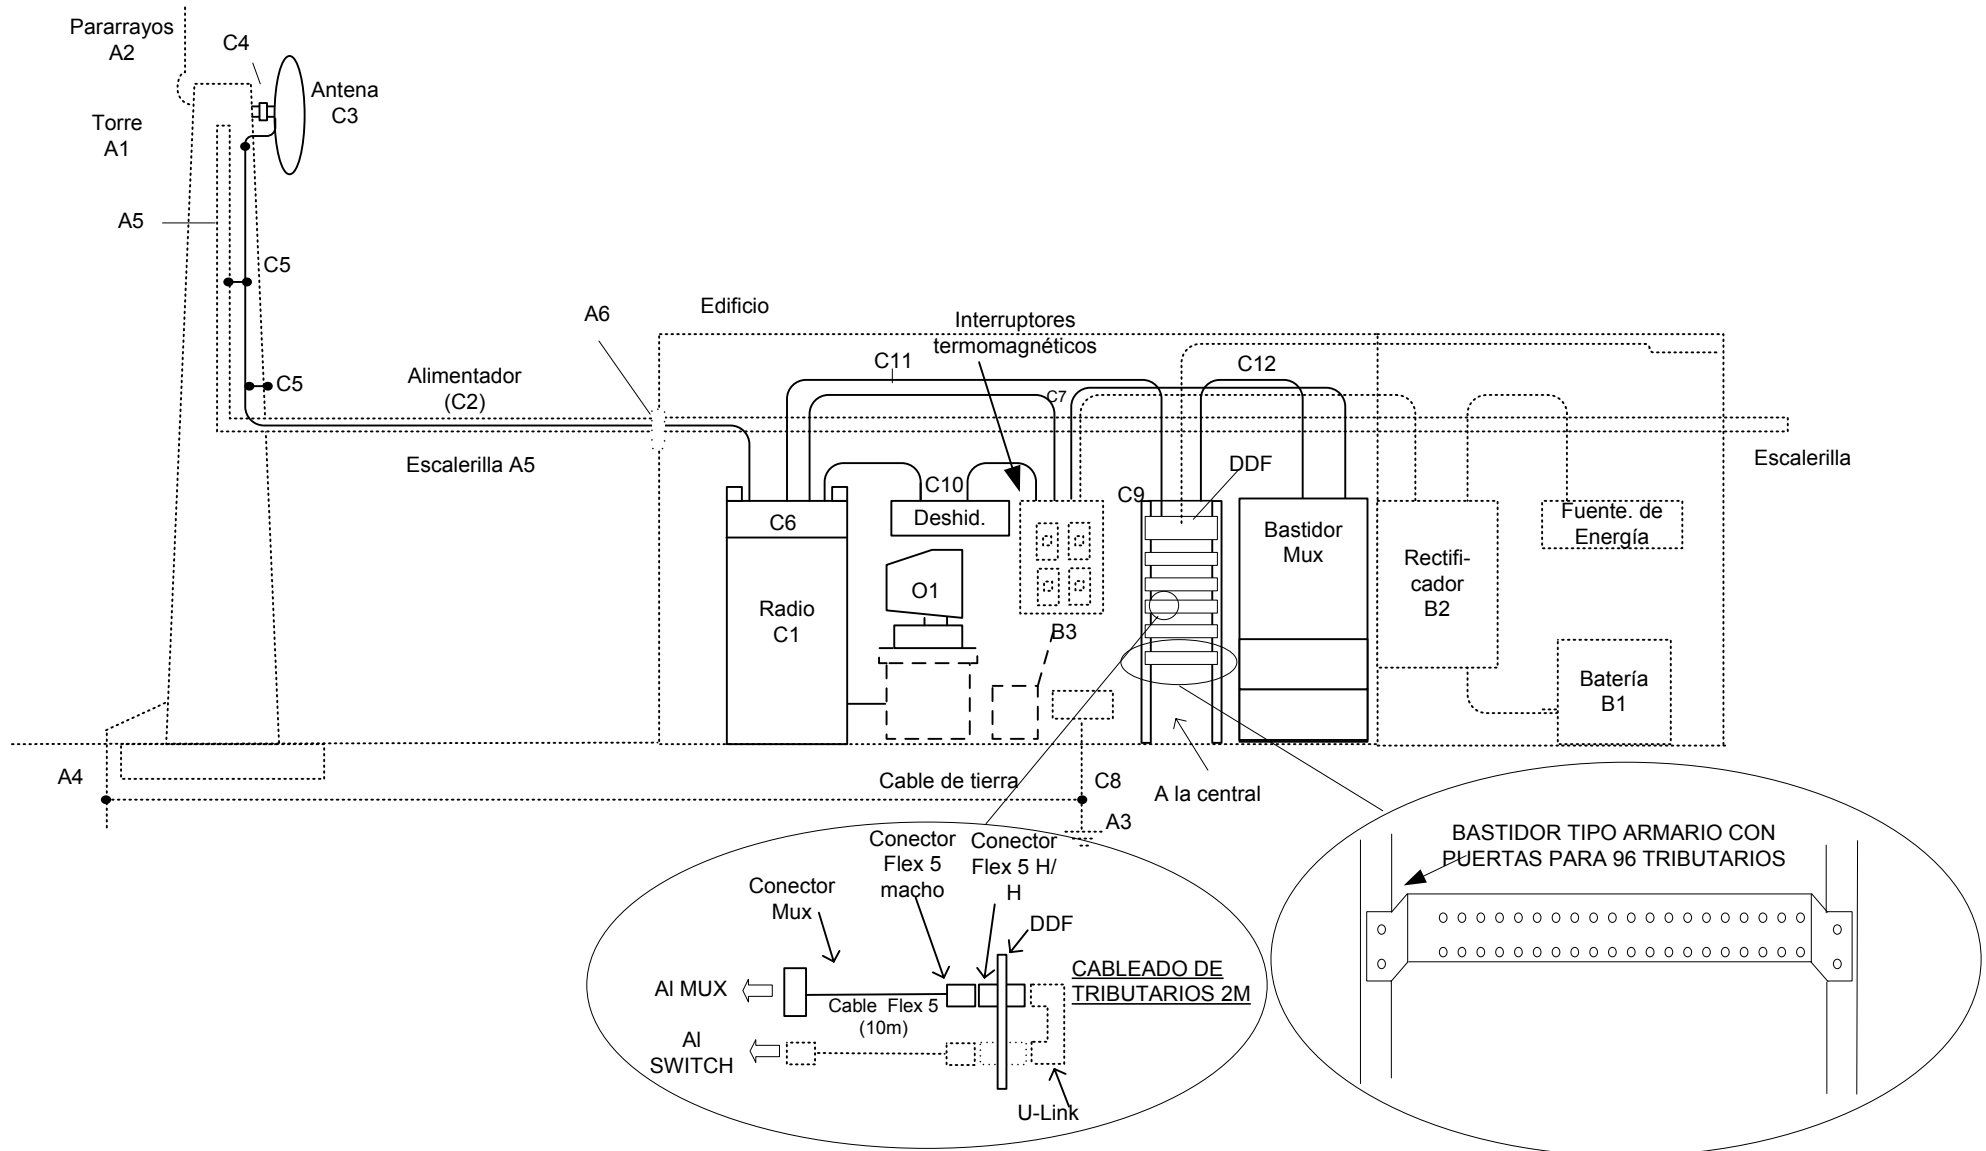 Pararrayos
A2
C4
Antena
C3
Torre
A1
A5
C5
C5
Alimentador
(C2)
Escalerilla A5
A6
Edificio
Interruptores
termomagnéticos
C11
C7
C12
Escalerilla
C6
Radio
C1
C10
Deshid.
O1
B3
C9
DDF
Bastidor
Mux
Rectifi-
cador
B2
Fuente. de
Energía
Batería
B1
A4
Cable de tierra
C8
A3
A la central
Conector
Mux
Conector
Flex 5
macho
Conector
Flex 5 H/
H
DDF
Al MUX
Cable Flex 5
(10m)
CABLEADO DE
TRIBUTARIOS 2M
Al
SWITCH
U-Link
BASTIDOR TIPO ARMARIO CON
PUERTAS PARA 96 TRIBUTARIOS